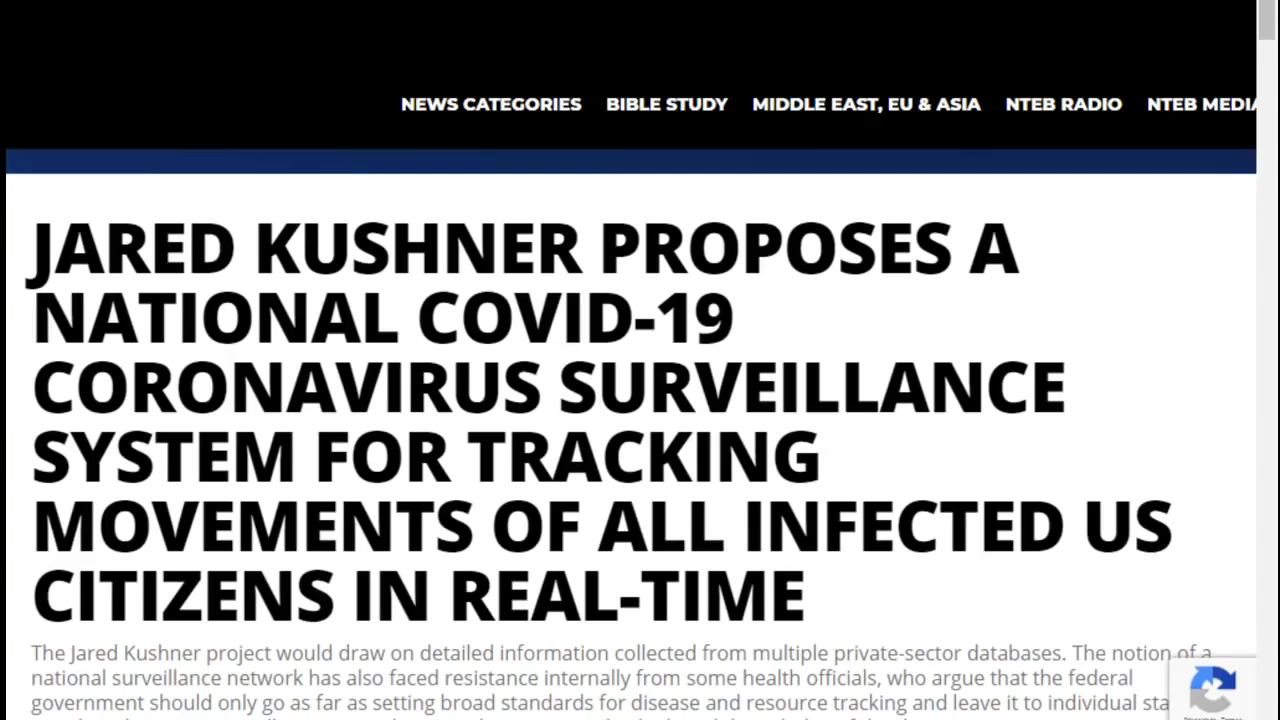 NEWS CATEGORIES BIBLE STUDY MIDDLE EAST, EU & ASIA NTEB RADIO NTEB MEDIA
JARED KUSHNER PROPOSES A
NATIONAL COVID-19
CORONAVIRUS SURVEILLANCE
SYSTEM FOR TRACKING
MOVEMENTS OF ALL INFECTED US
CITIZENS IN REAL-TIME
The Jared Kushner project would draw on detailed information collected from multiple private-sector databases. The notion of a
national surveillance network has also faced resistance internally from some health officials, who argue that the federal
government should only go as far as setting broad standards for disease and resource tracking and leave it to individual sta